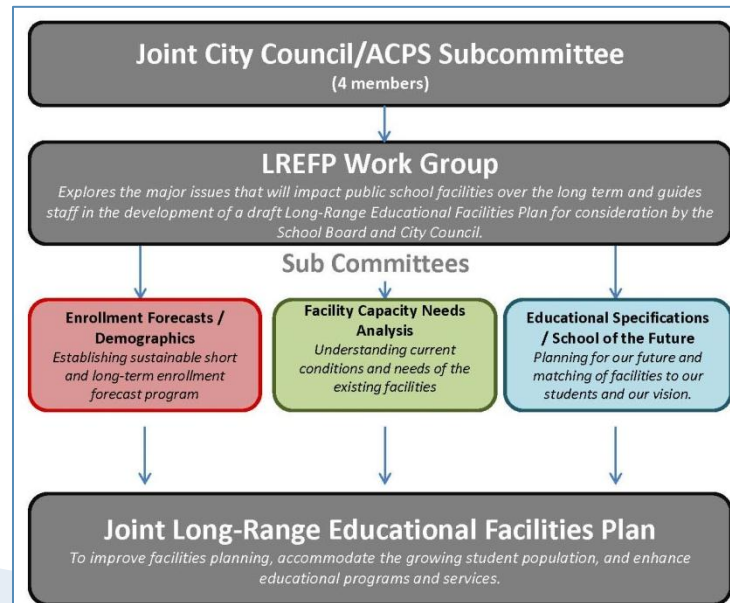 Joint City Council/ACPS Subcommittee
(4 members)
LREFP Work Group
Explores the major issues that will impact public school facilities over the long term and guides
staff in the development of a draft Long-Range Educational Facilities Plan for consideration by the
School Board and City Council.
Sub Committees
Enrollment Forecasts /
Demographics
Establishing sustainable short
and long-term enrollment
forecast program
Facility Capacity Needs
Analysis
Understanding current
conditions and needs of the
existing facilities
Educational Specifications
/ School of the Future
Planning for our future and
matching of facilities to our
students and our vision.
Joint Long-Range Educational Facilities Plan
To improve facilities planning, accommodate the growing student population, and enhance
educational programs and services.